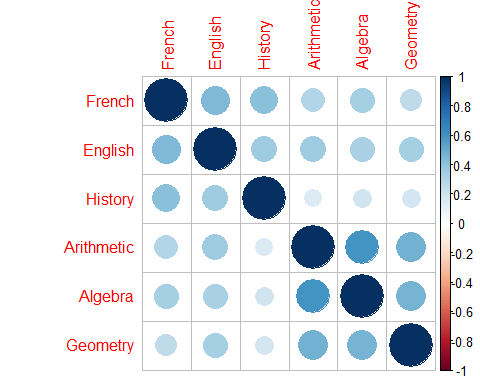 French
English
History
Arithmetic
Algebra
Geometry
French
English
History
Arithmetic
Algebra
Geometry
1
0.8
0.6
0.4
0.2
0
-0.2
-0.4
-0.6
-0.8
-1